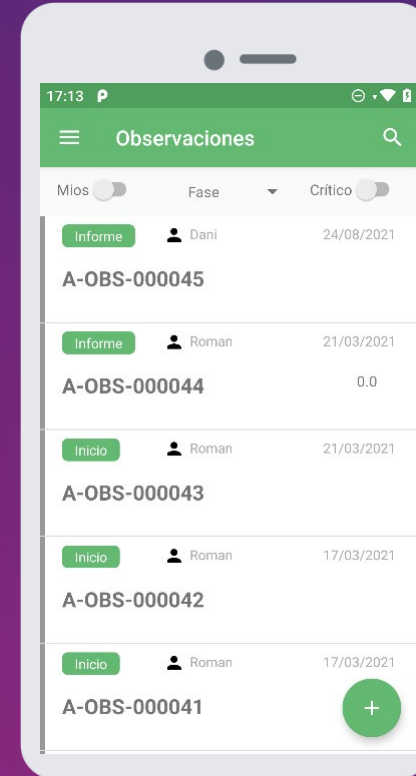 17:13
Observaciones
Mios Fase Crítico
Informe Dani 24/08/2021
A-OBS-000045
Informe Roman 21/03/2021
A-OBS-000044 0.0
Inicio Roman 21/03/2021
A-OBS-000043
Inicio Roman 17/03/2021
A-OBS-000042
Inicio Roman 17/03/2021
A-OBS-000041 +